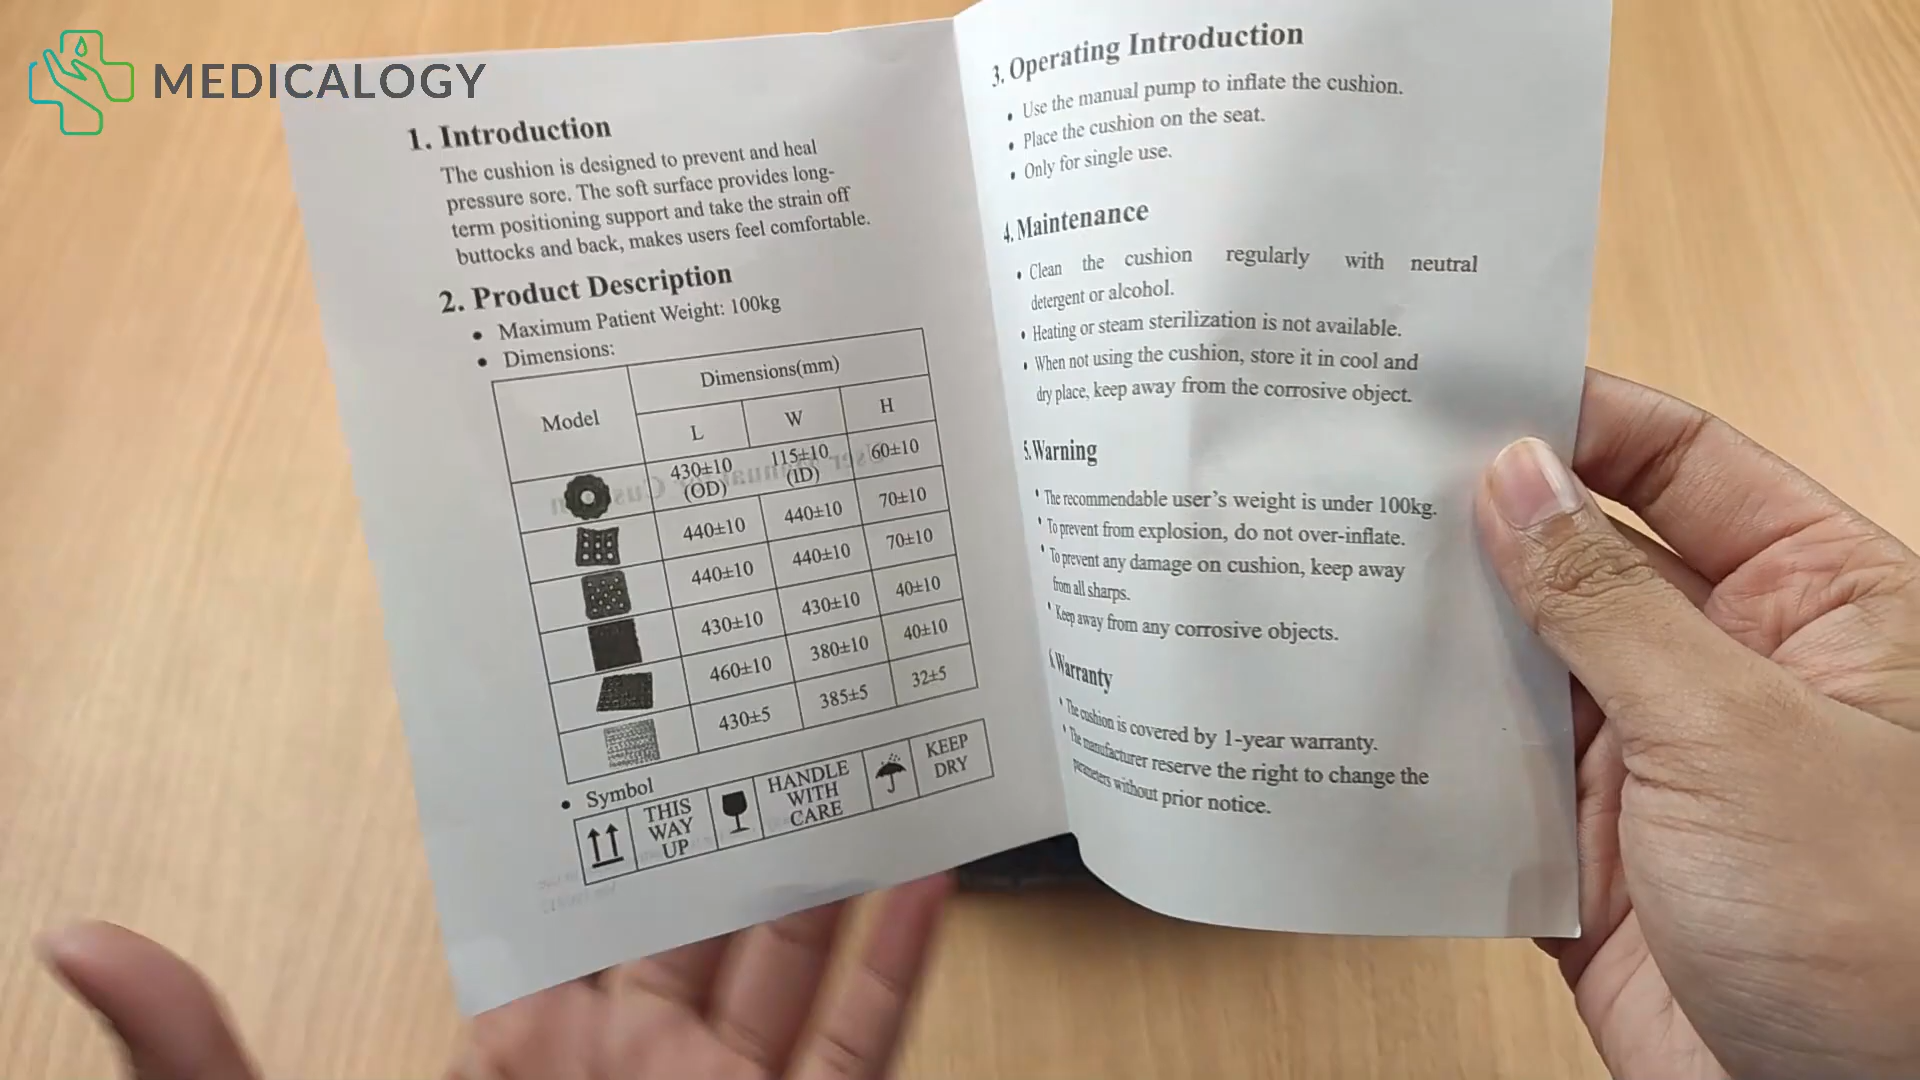 MEDICALOGY
1. Introduction
The cushion is designed to prevent and heal
pressure sore. The soft surface provides long-
term positioning support and take the strain off
buttocks and back, makes users feel comfortable.
2. Product Description
• Maximum Patient Weight: 100kg
• Dimensions:
Model
Dimensions(mm)
L W H
430±10 (OD) 115±10 (ID) 60±10
440±10 440±10 70±10
440±10 440±10 70±10
430±10 430±10 40±10
460±10 380±10 40±10
430±5 385±5 32±5
• Symbol
THIS WAY UP
HANDLE WITH CARE
KEEP DRY
3. Operating Introduction
• Use the manual pump to inflate the cushion.
• Place the cushion on the seat.
• Only for single use.
4. Maintenance
• Clean the cushion regularly with neutral
detergent or alcohol.
• Heating or steam sterilization is not available.
• When not using the cushion, store it in cool and
dry place, keep away from the corrosive object.
5. Warning
• The recommendable user's weight is under 100kg.
• To prevent from explosion, do not over-inflate.
• To prevent any damage on cushion, keep away
from all sharps.
• Keep away from any corrosive objects.
6. Warranty
• The cushion is covered by 1-year warranty.
• The manufacturer reserve the right to change the
parameters without prior notice.